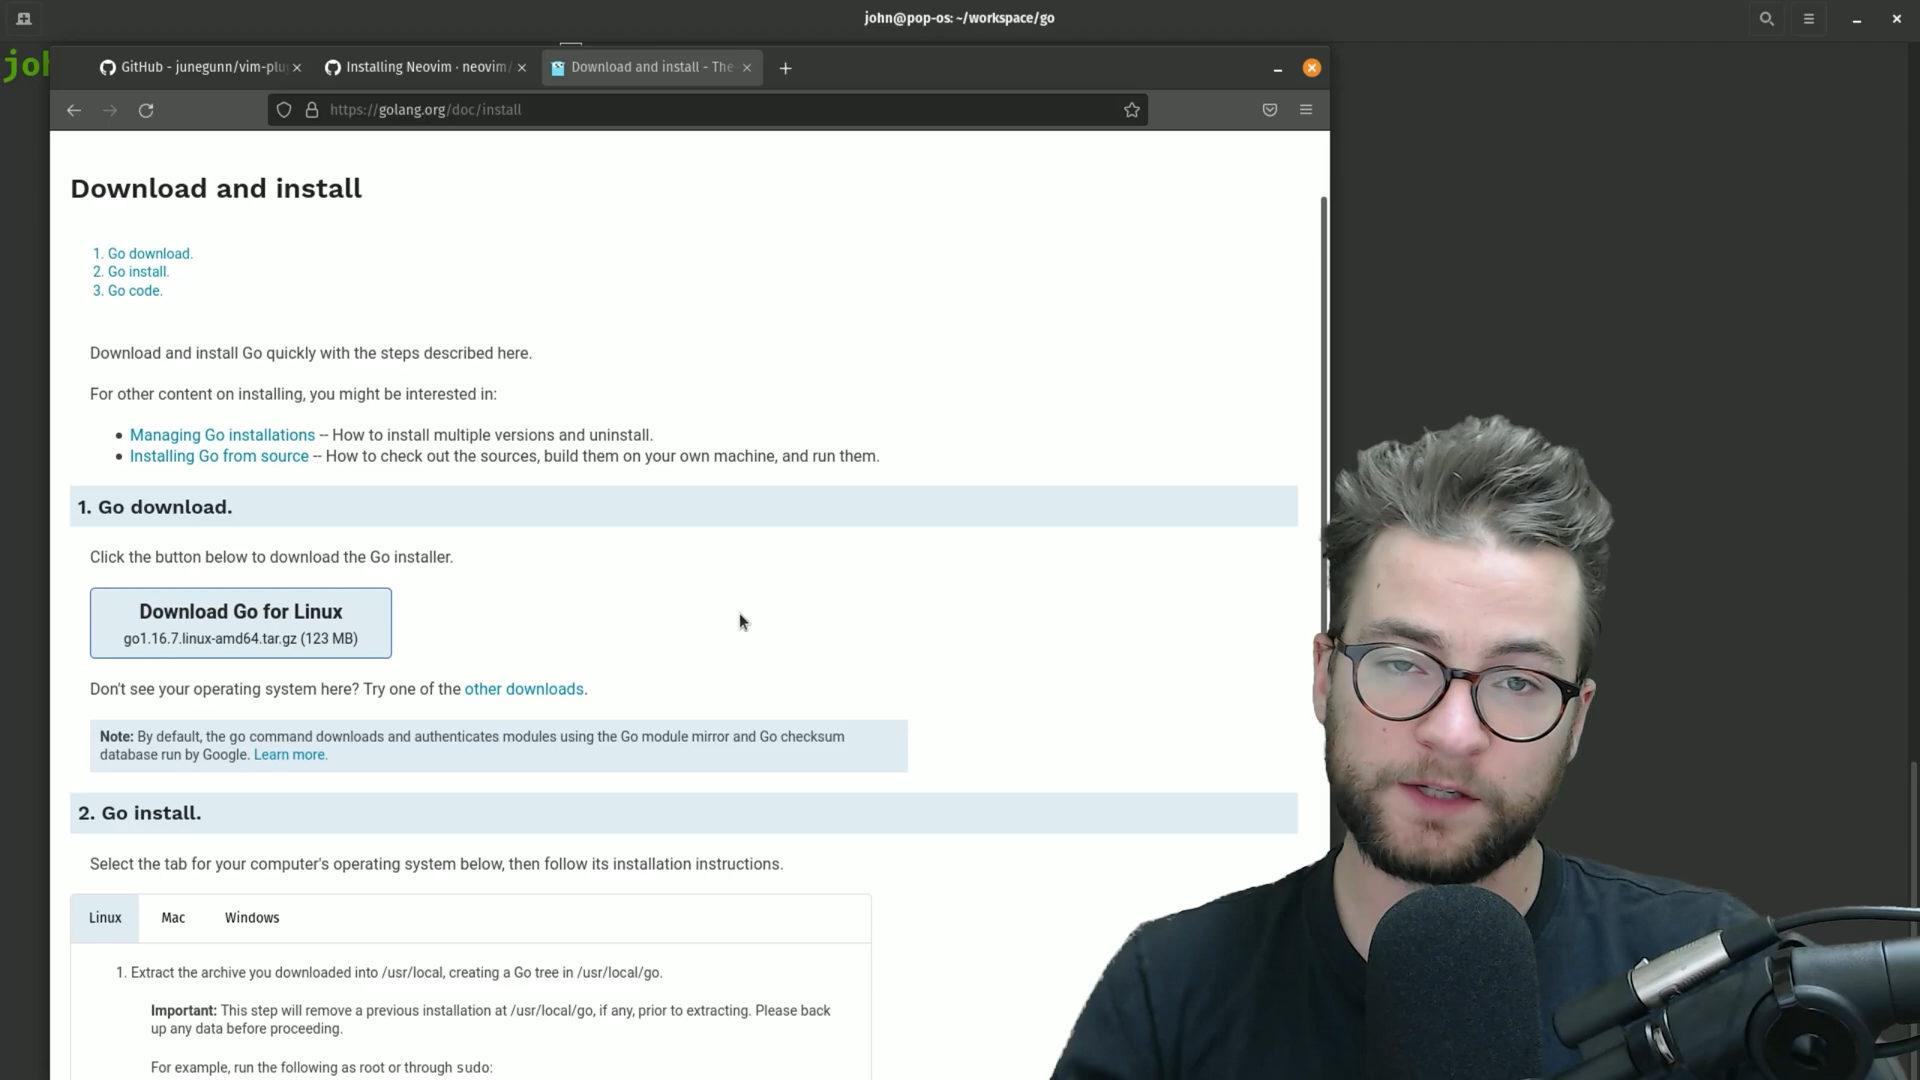 john@pop-os: ~/workspace/go
GitHub - junegunn/vim-plu
Installing Neovim · neovim/
Download and install - The
https://golang.org/doc/install
Download and install
1. Go download.
2. Go install.
3. Go code.
Download and install Go quickly with the steps described here.
For other content on installing, you might be interested in:
• Managing Go installations -- How to install multiple versions and uninstall.
• Installing Go from source -- How to check out the sources, build them on your own machine, and run them.
1. Go download.
Click the button below to download the Go installer.
Download Go for Linux
go1.16.7.linux-amd64.tar.gz (123 MB)
Don't see your operating system here? Try one of the other downloads.
Note: By default, the go command downloads and authenticates modules using the Go module mirror and Go checksum
database run by Google. Learn more.
2. Go install.
Select the tab for your computer's operating system below, then follow its installation instructions.
Linux Mac Windows
1. Extract the archive you downloaded into /usr/local, creating a Go tree in /usr/local/go.
Important: This step will remove a previous installation at /usr/local/go, if any, prior to extracting. Please back
up any data before proceeding.
For example, run the following as root or through sudo: